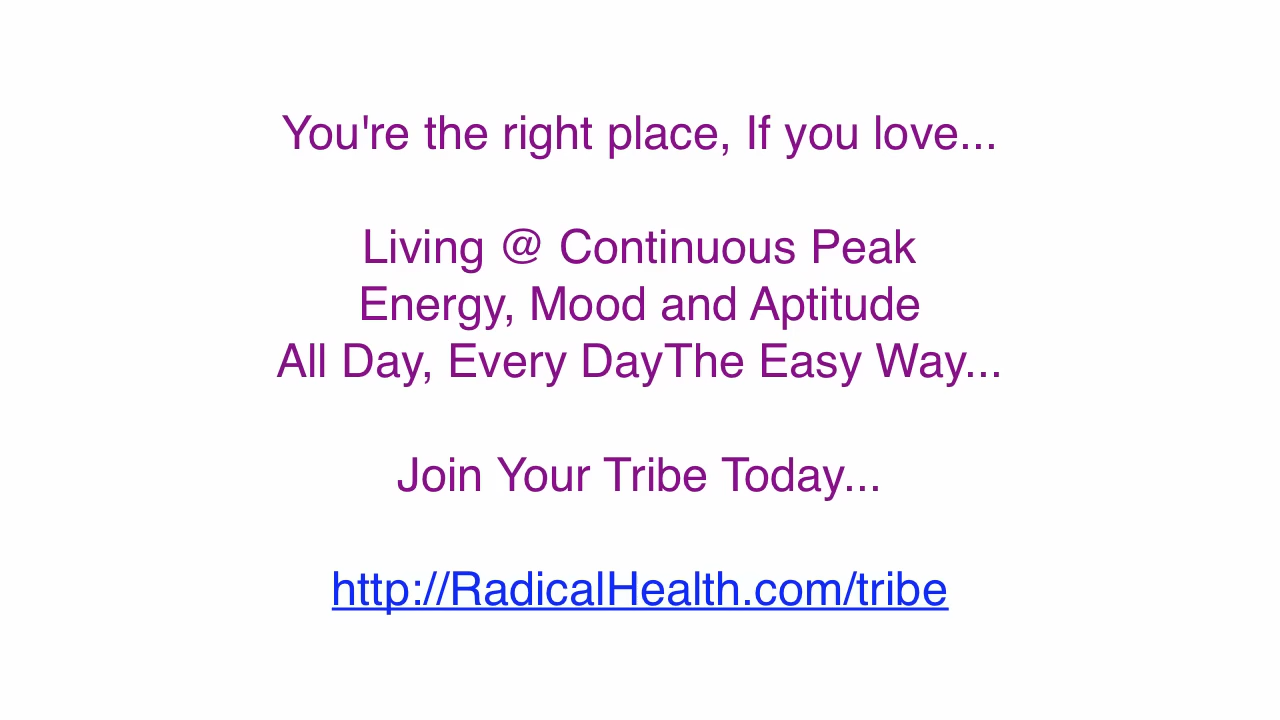 You're the right place, If you love...
Living @ Continuous Peak
Energy, Mood and Aptitude
All Day, Every DayThe Easy Way...
Join Your Tribe Today...
http://RadicalHealth.com/tribe